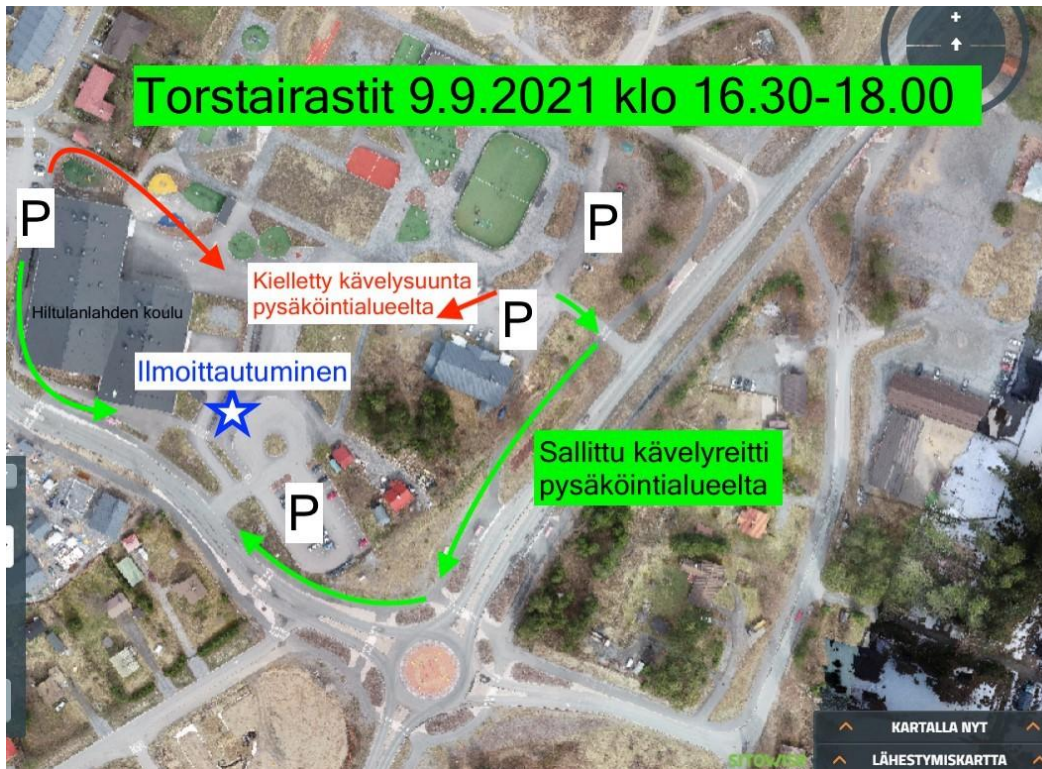 Torstairastit 9.9.2021 klo 16.30-18.00
P
P
Kielletty kävelysuunta
pysäköintialueelta
P
Hiltulanlahden koulu
Ilmoittautuminen
Sallittu kävelyreitti
pysäköintialueelta
P
KARTALLA NYT
SITOWISE
LÄHESTYMISKARTTA